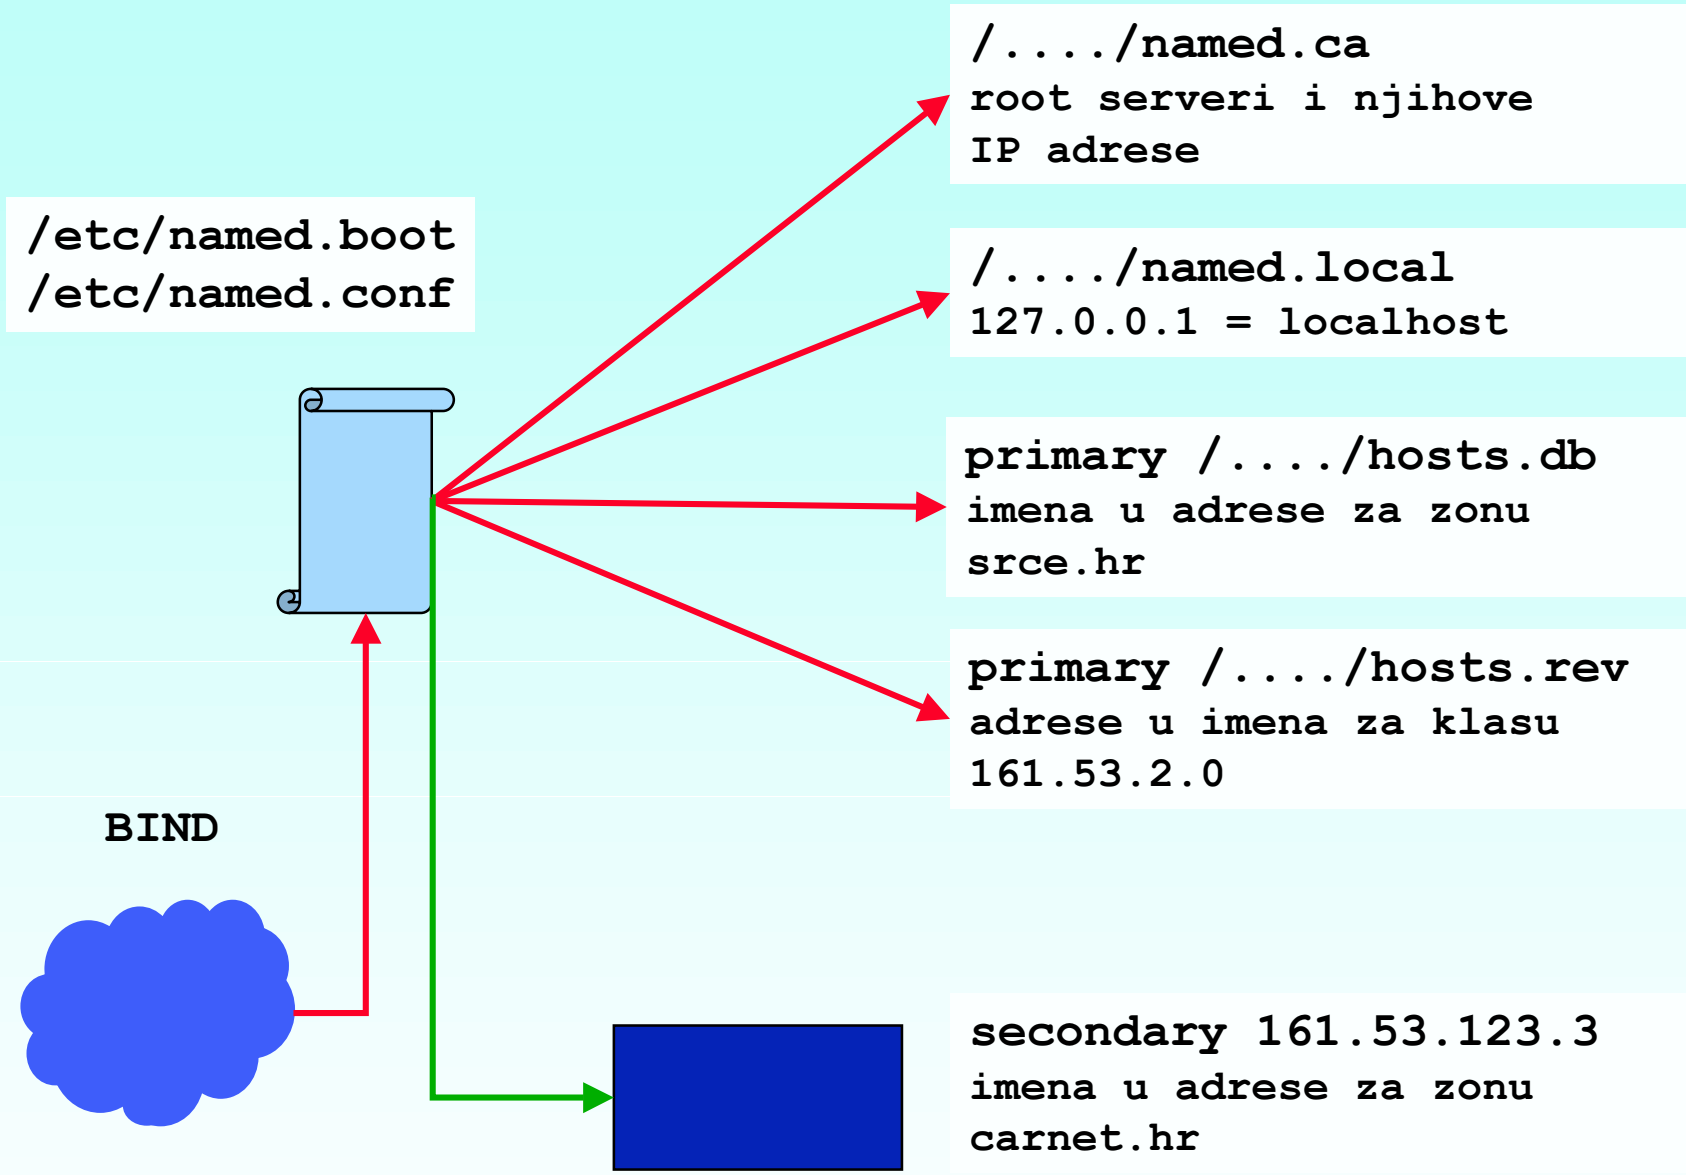 /..../named.ca
root serveri i njihove
IP adrese
/etc/named.boot
/etc/named.conf
/..../named.local
127.0.0.1 = localhost
primary /..../hosts.db
imena u adrese za zonu
srce.hr
primary /..../hosts.rev
adrese u imena za klasu
161.53.2.0
BIND
secondary 161.53.123.3
imena u adrese za zonu
carnet.hr